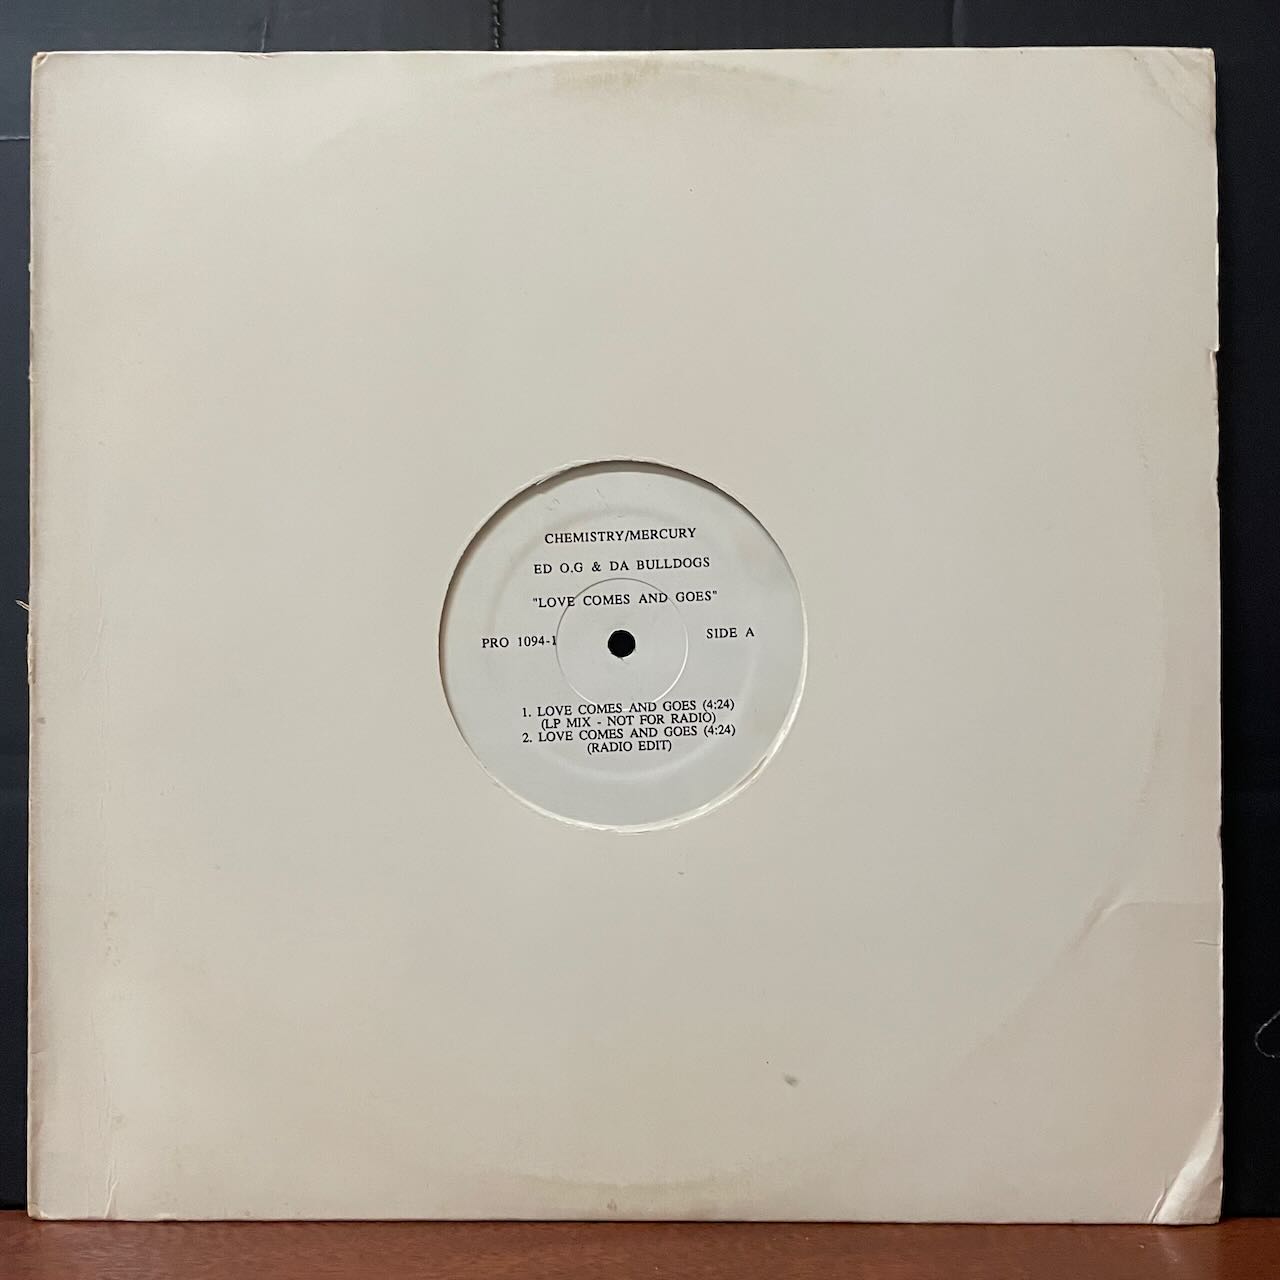 CHEMISTRY/MERCURY
ED O.G & DA BULLDOGS
"LOVE COMES AND GOES"
PRO 1094-1 SIDE A
1. LOVE COMES AND GOES (4:24)
(LP MIX - NOT FOR RADIO)
2. LOVE COMES AND GOES (4:24)
(RADIO EDIT)